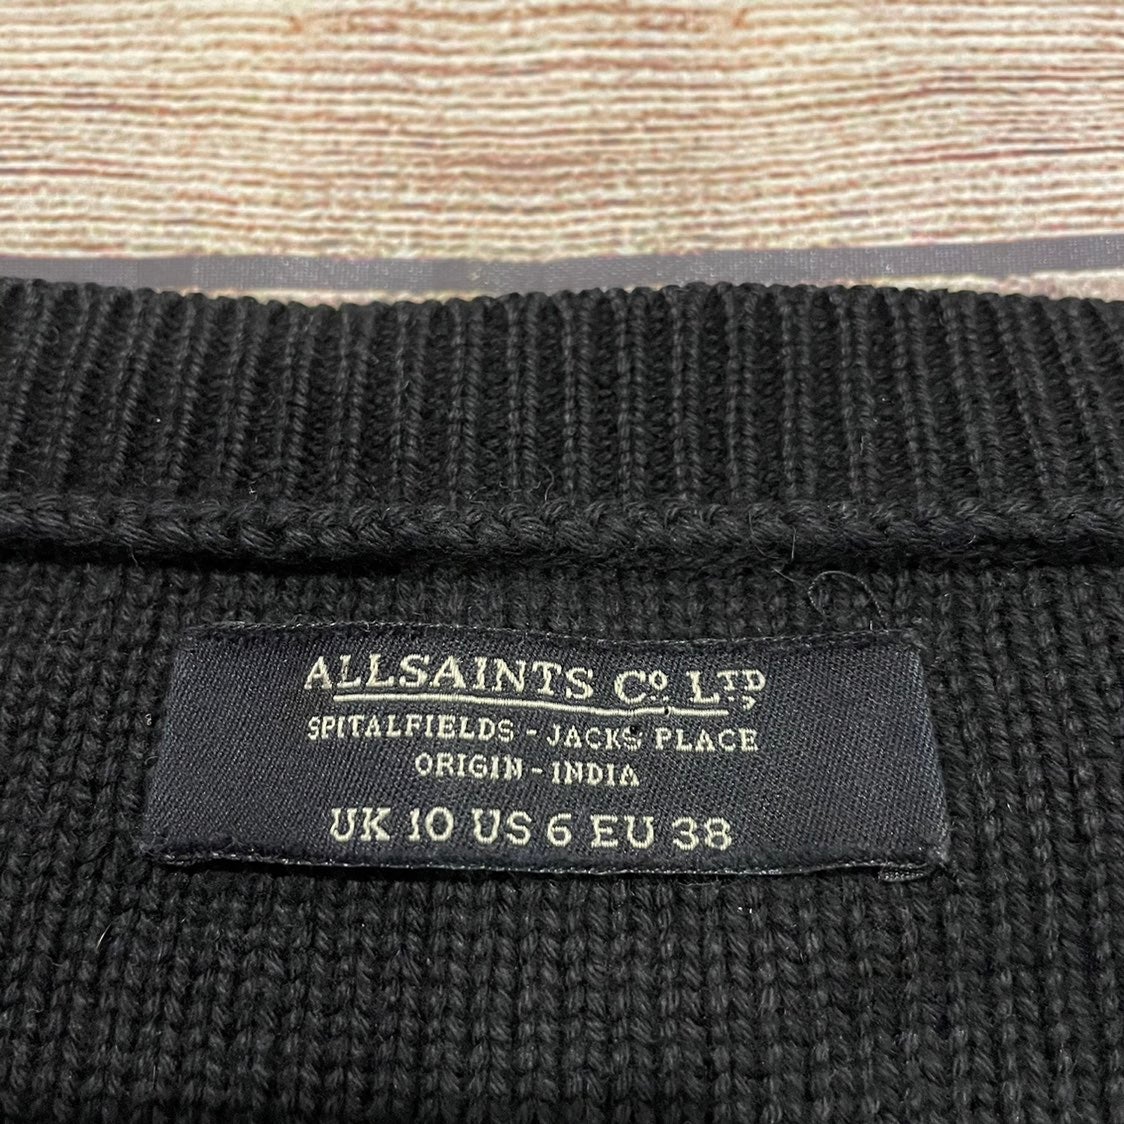 ALLSAINTS Cº LTD
SPITALFIELDS - JACKS PLACE
ORIGIN - INDIA
UK 10 US 6 EU 38